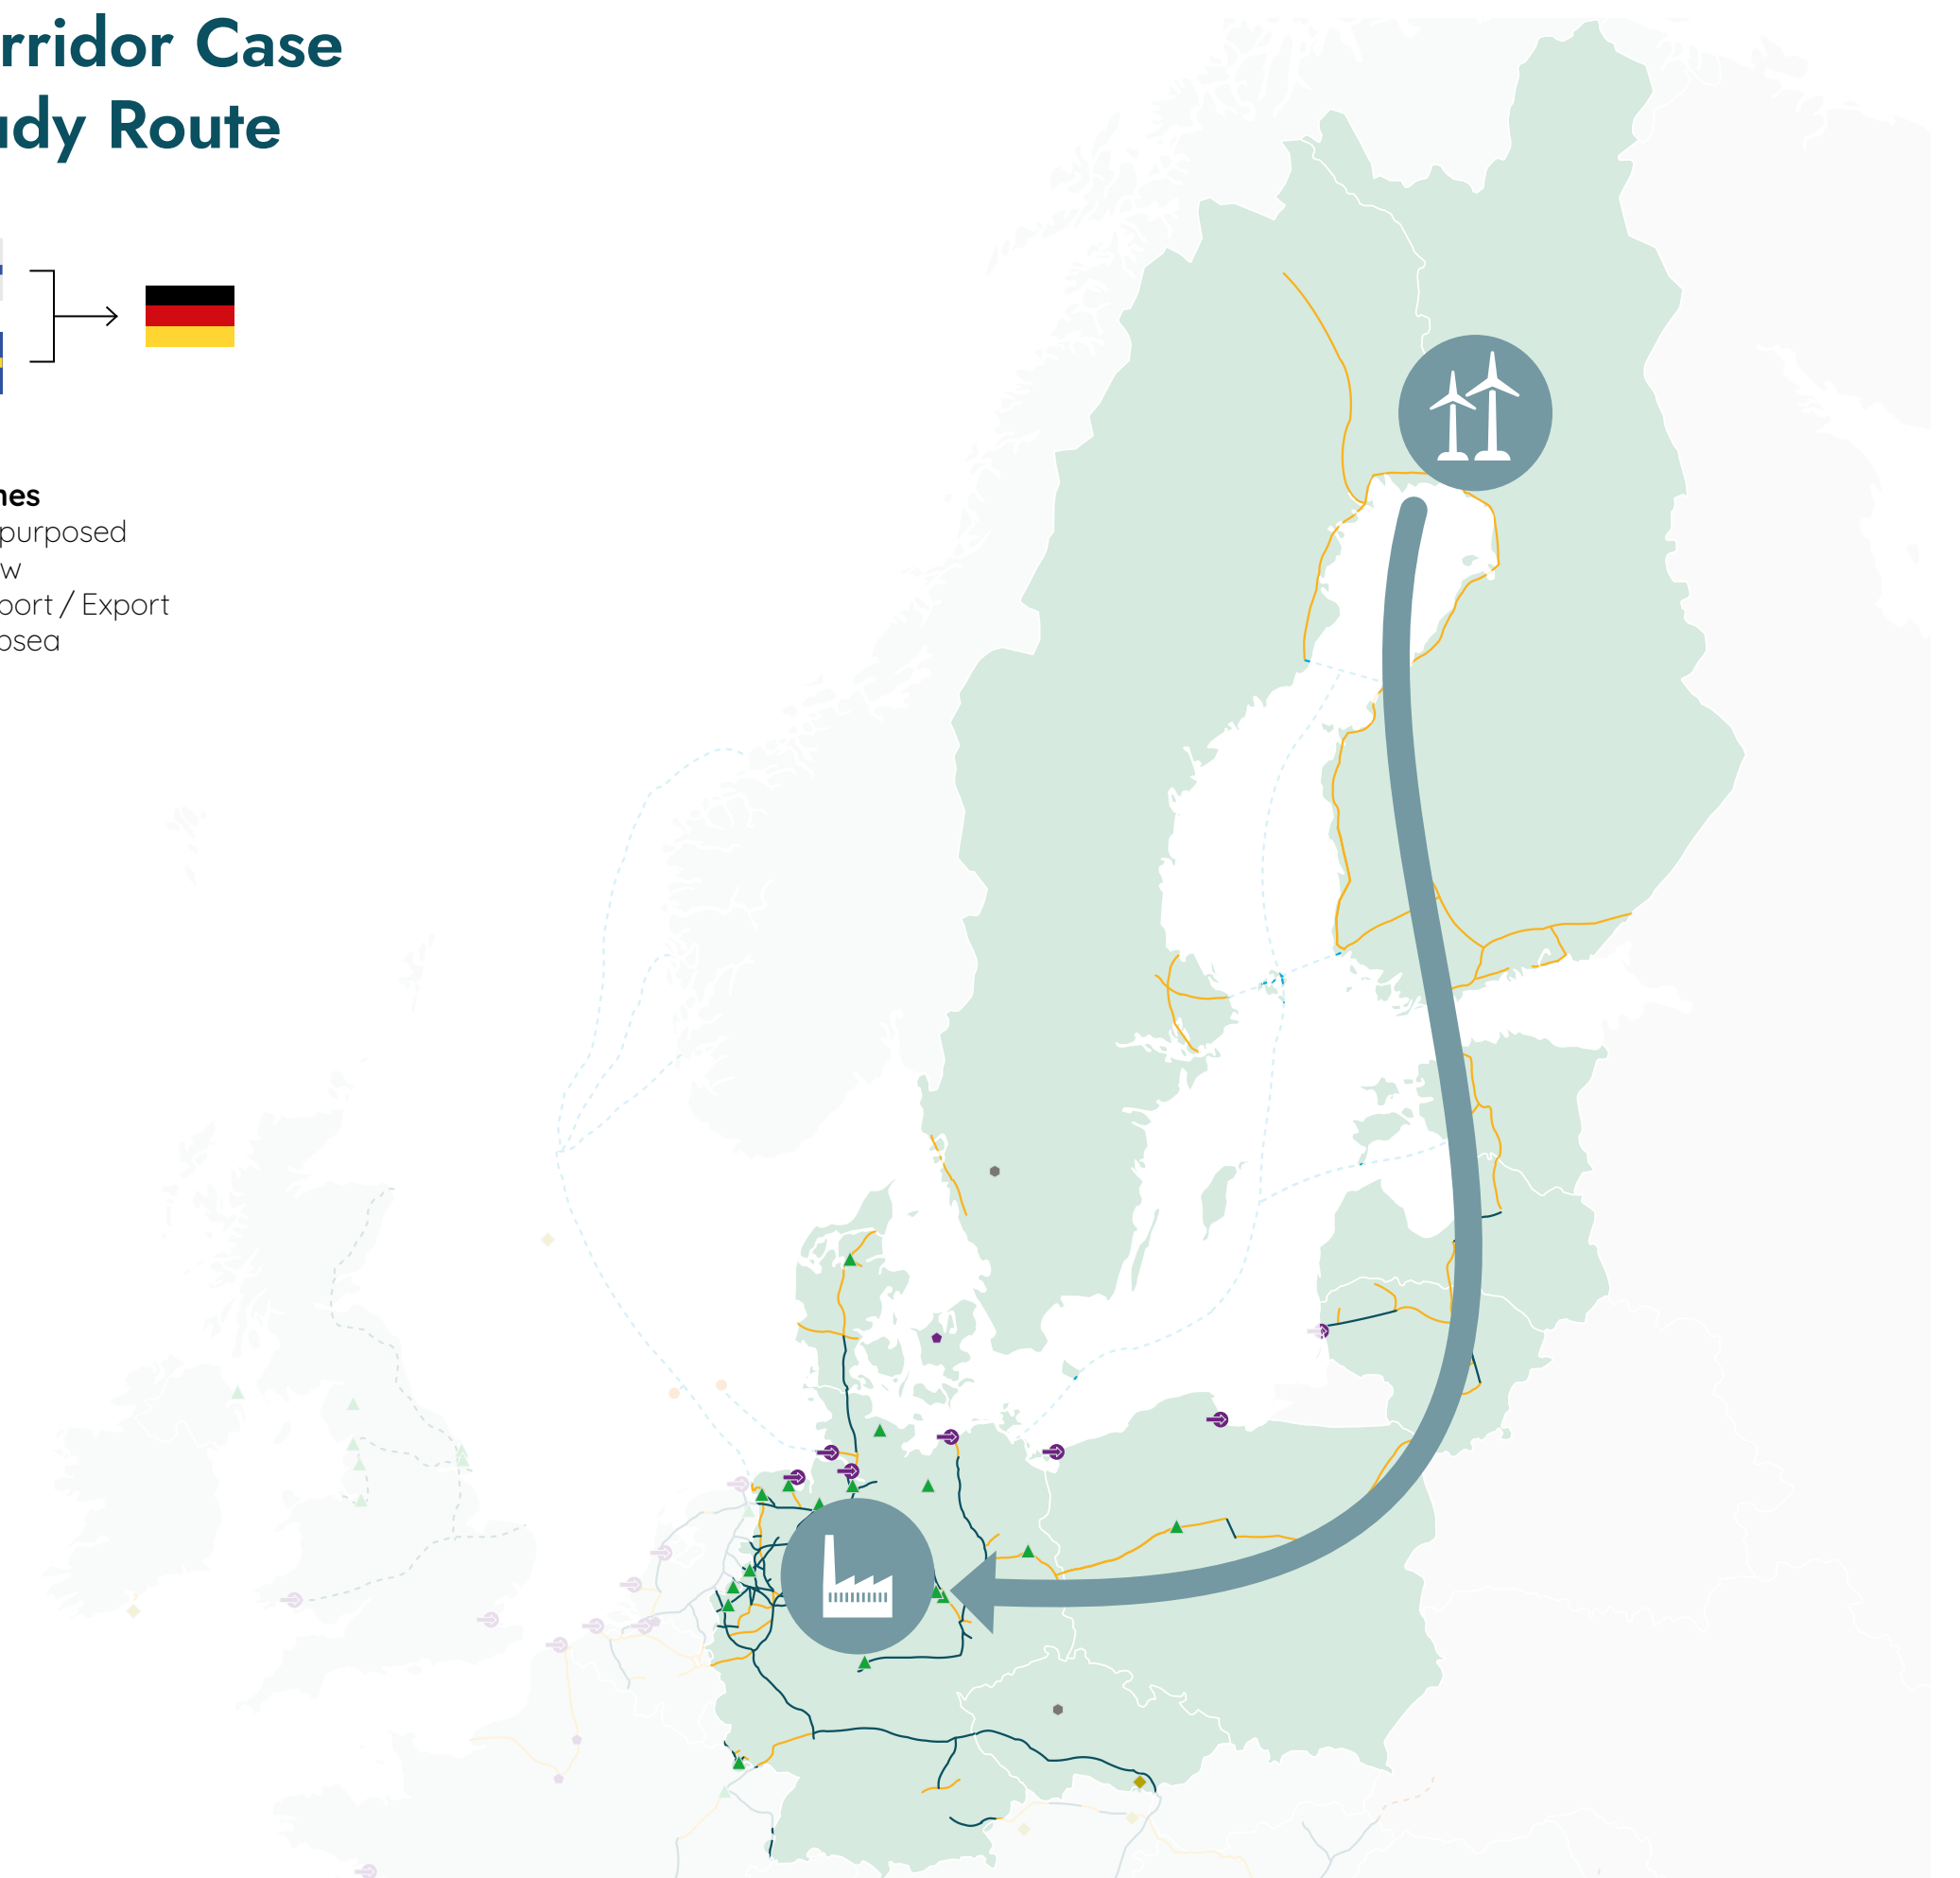 rridor Case
udy Route
nes
purposed
w
port / Export
bsea